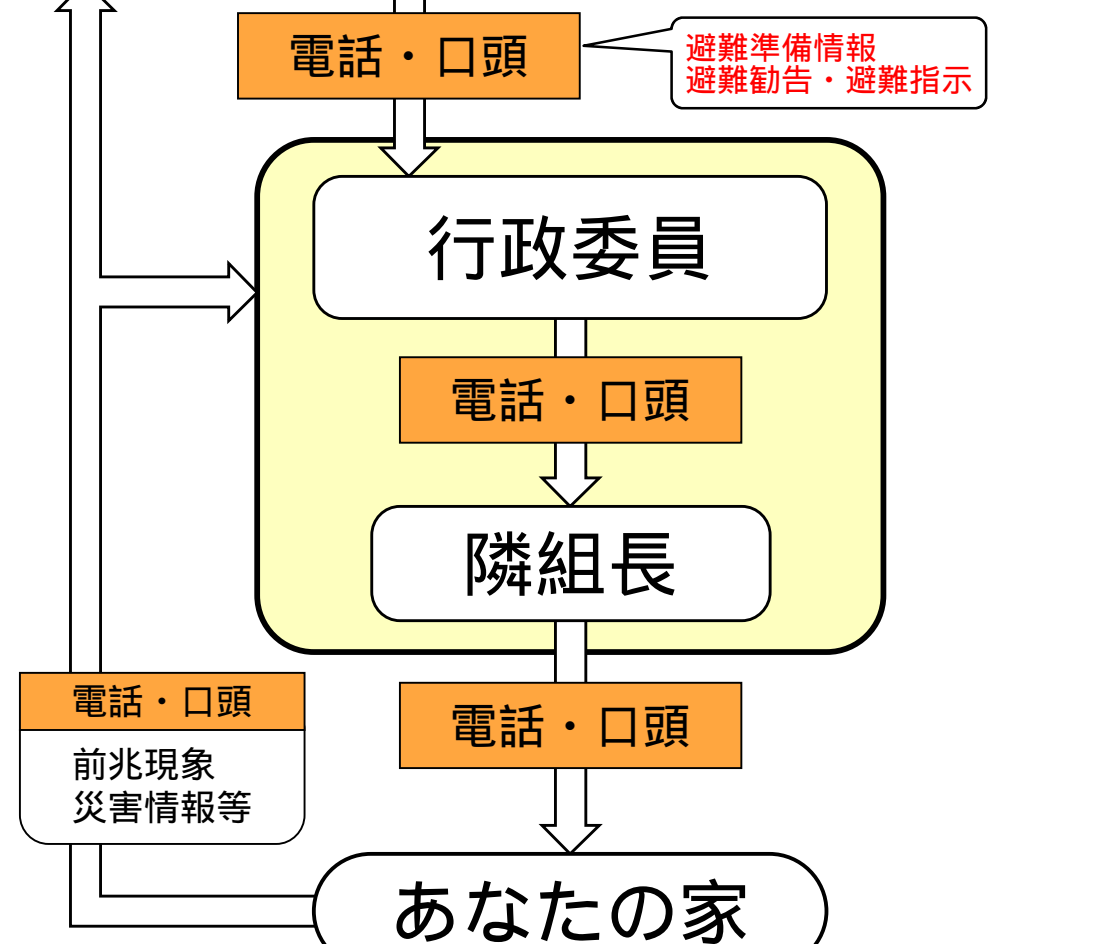 電話・口頭
避難準備情報
避難勧告・避難指示
行政委員
電話・口頭
隣組長
電話・口頭
電話・口頭
前兆現象
災害情報等
あなたの家